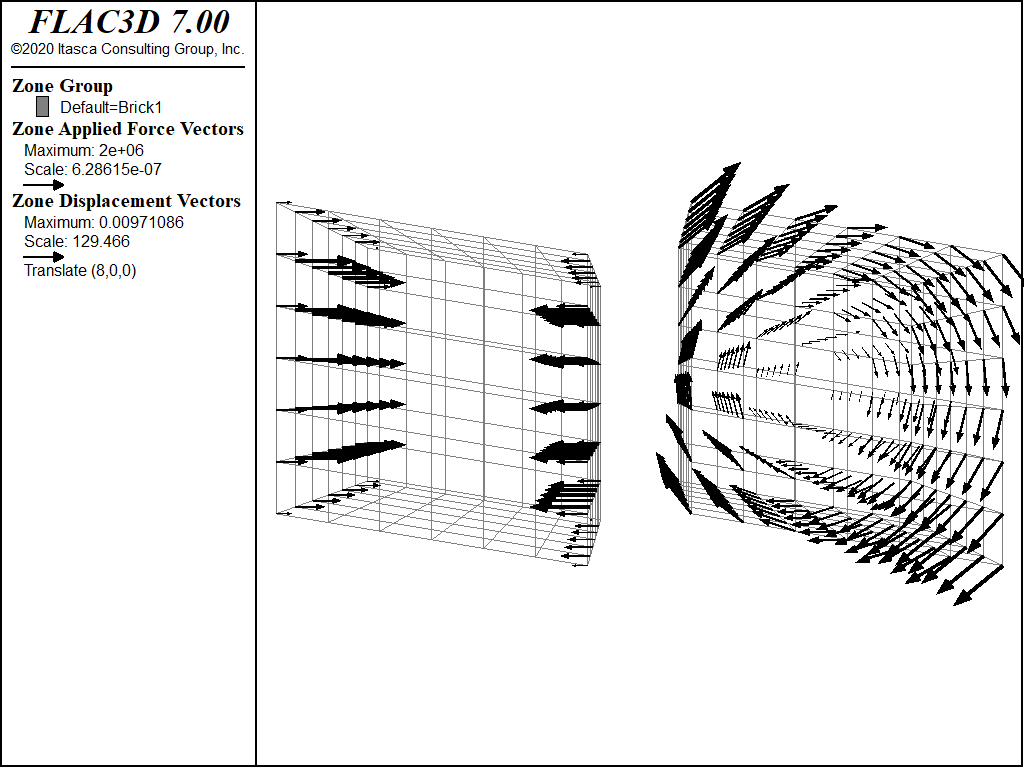 FLAC3D 7.00
©2020 Itasca Consulting Group, Inc.
Zone Group
Default=Brick1
Zone Applied Force Vectors
Maximum: 2e+06
Scale: 6.28615e-07
Zone Displacement Vectors
Maximum: 0.00971086
Scale: 129.466
Translate (8,0,0)